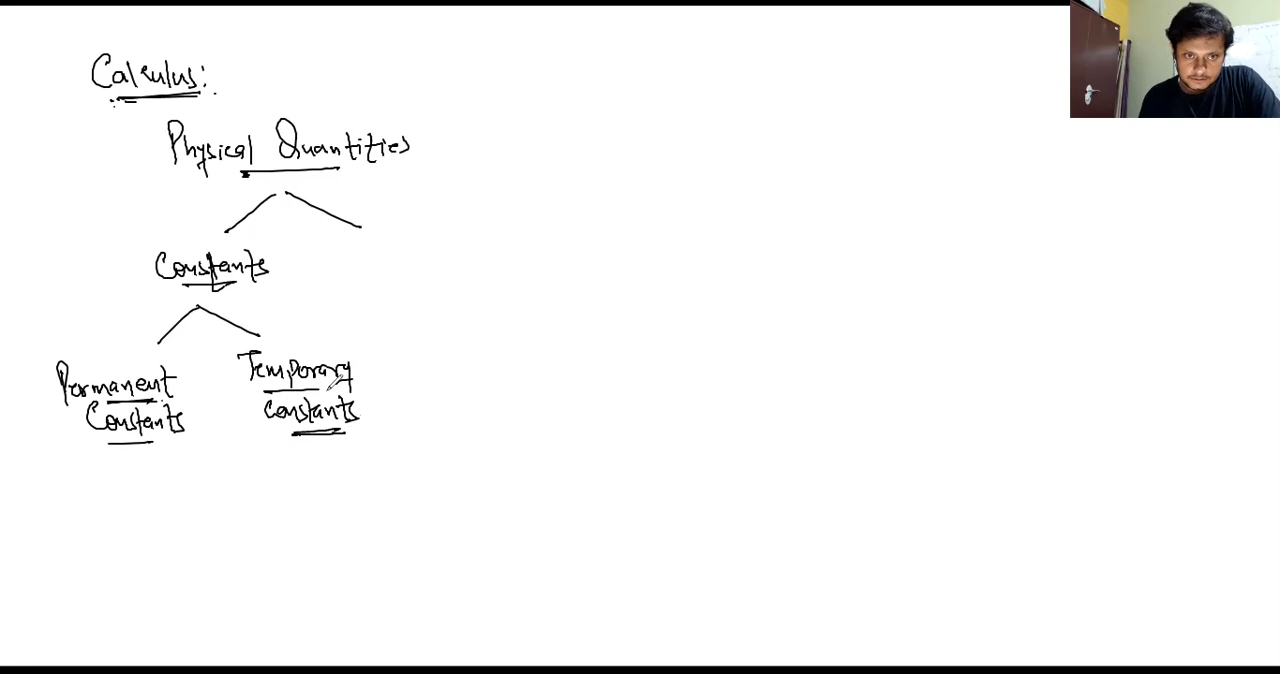 Calculus:
Physical Quantities
Constants
Permanent
Constants
Temporary
constants